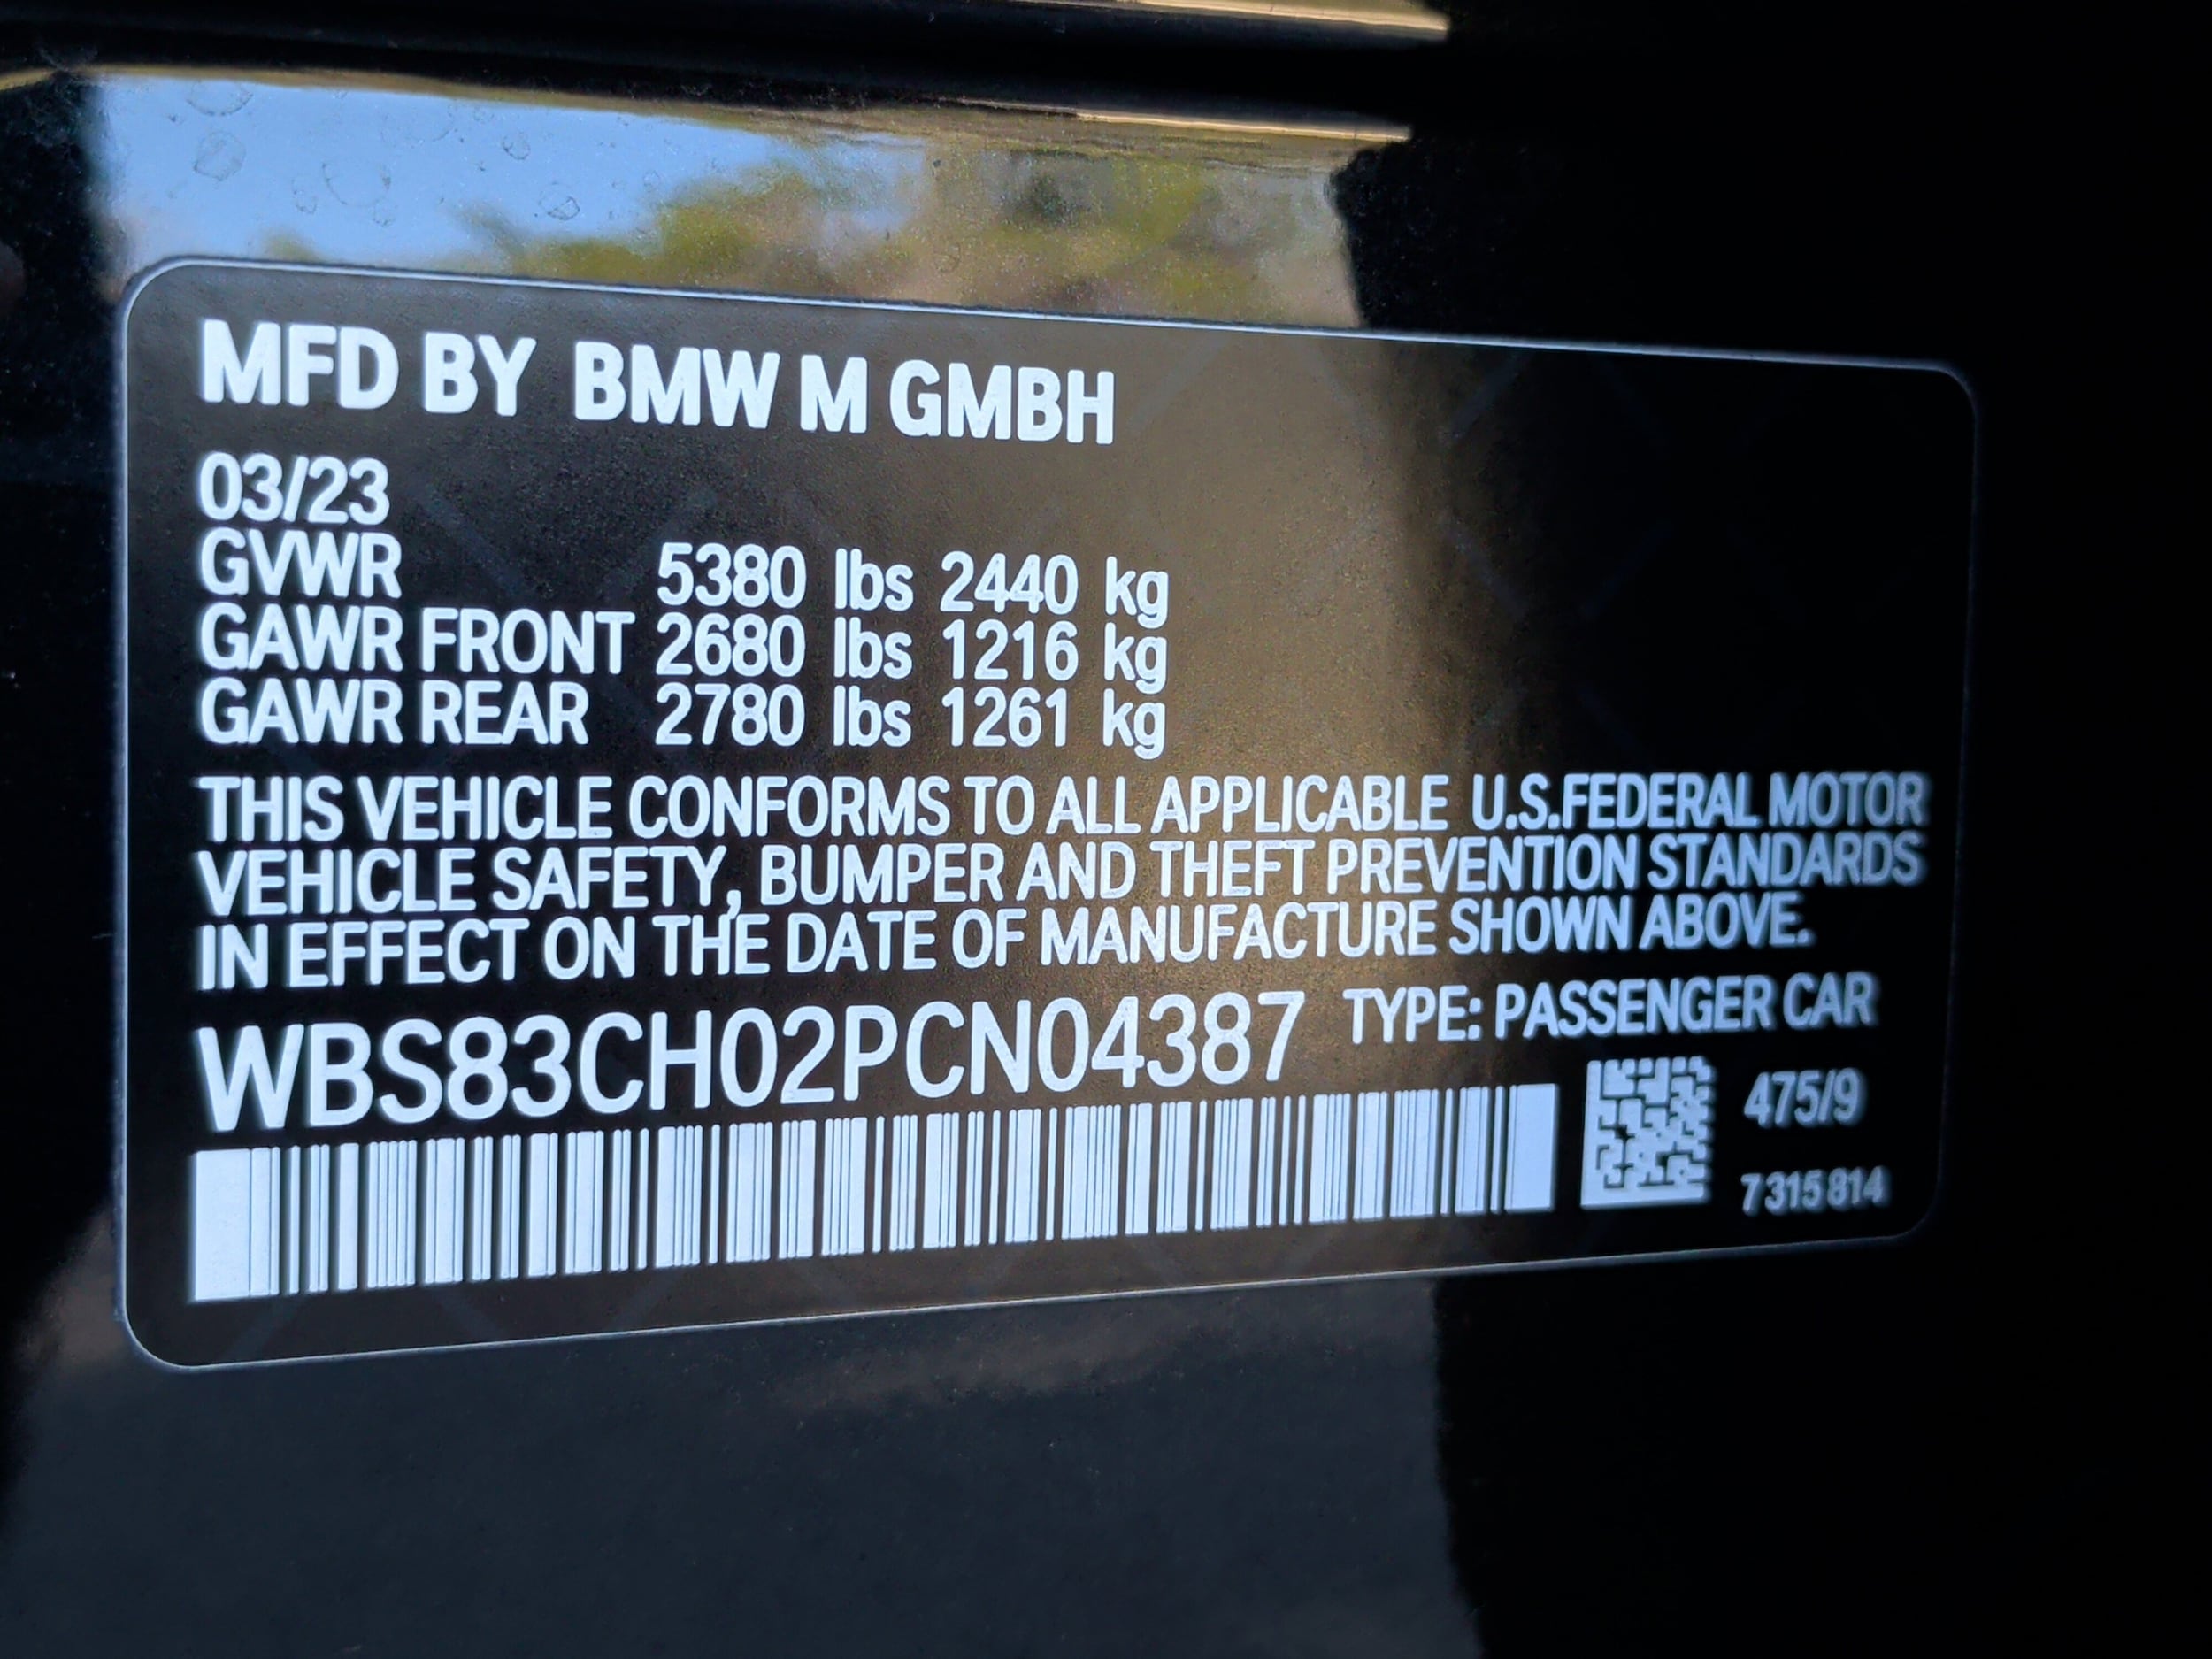 MFD BY BMW M GMBH
03/23
GVWR 5380 lbs 2440 kg
GAWR FRONT 2680 lbs 1216 kg
GAWR REAR 2780 lbs 1261 kg
THIS VEHICLE CONFORMS TO ALL APPLICABLE U.S.FEDERAL MOTOR
VEHICLE SAFETY, BUMPER AND THEFT PREVENTION STANDARDS
IN EFFECT ON THE DATE OF MANUFACTURE SHOWN ABOVE.
WBS83CH02PCN04387 TYPE: PASSENGER CAR
475/9
7 315 814